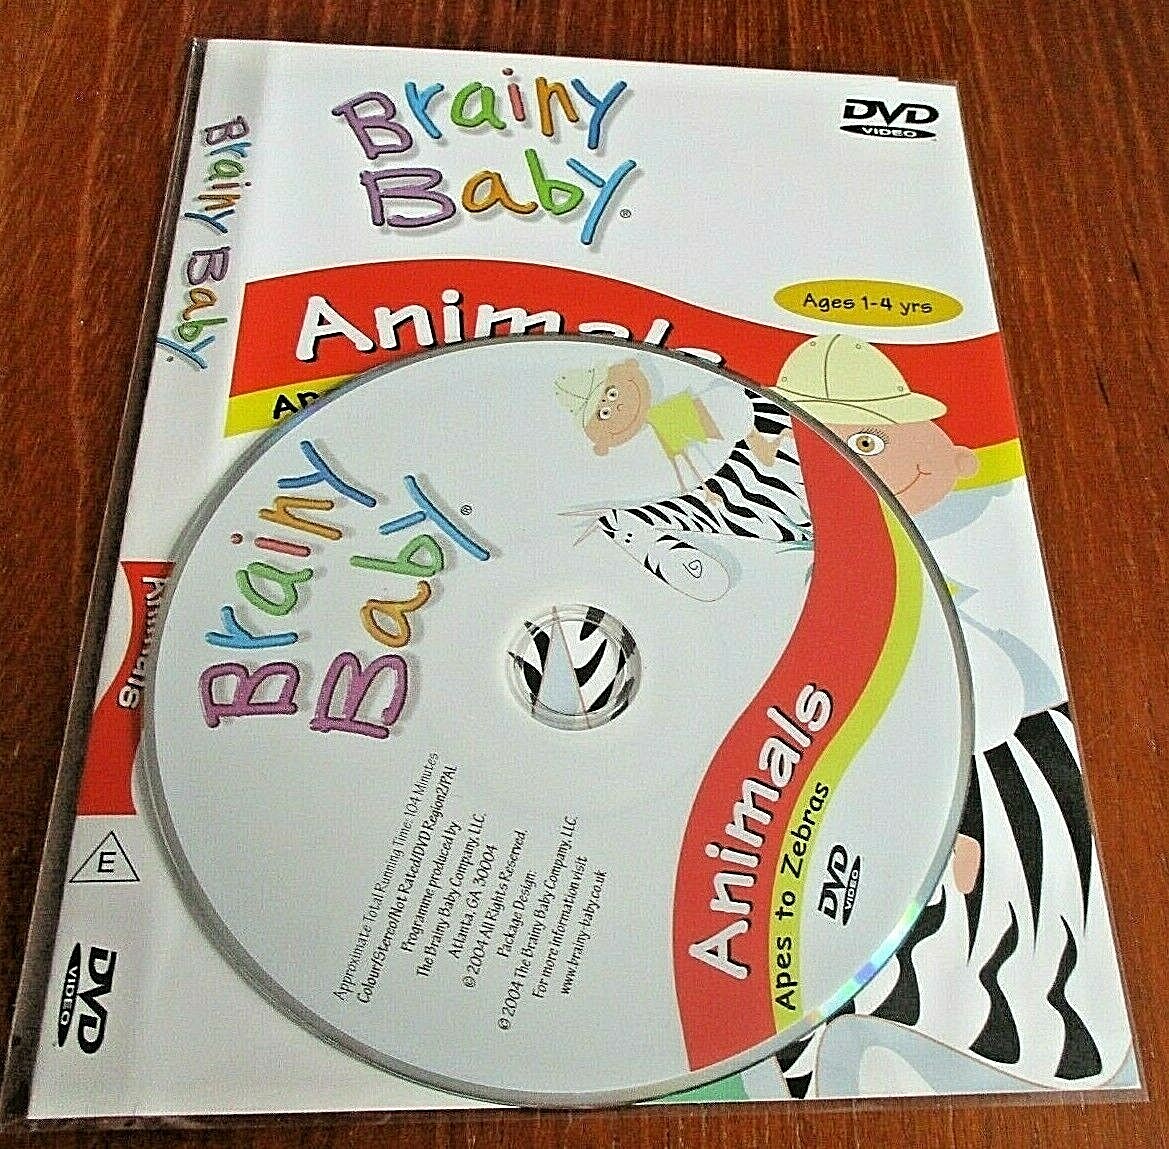 Brainy
Baby®
DVD
VIDEO
Ages 1-4 yrs
Animals
Brainy Baby
Animals
E
DVD
VIDEO
Brainy
Baby®
Animals
Apes to Zebras
DVD
VIDEO
Approximate Total Running Time: 104 Minutes
Colour/Stereo/Not Rated/DVD Region2/PAL
Programme produced by
The Brainy Baby Company, LLC
Atlanta, GA 30004
© 2004 All Rights Reserved
Package Design:
© 2004 The Brainy Baby Company, LLC.
For more information visit
www.brainy-baby.co.uk